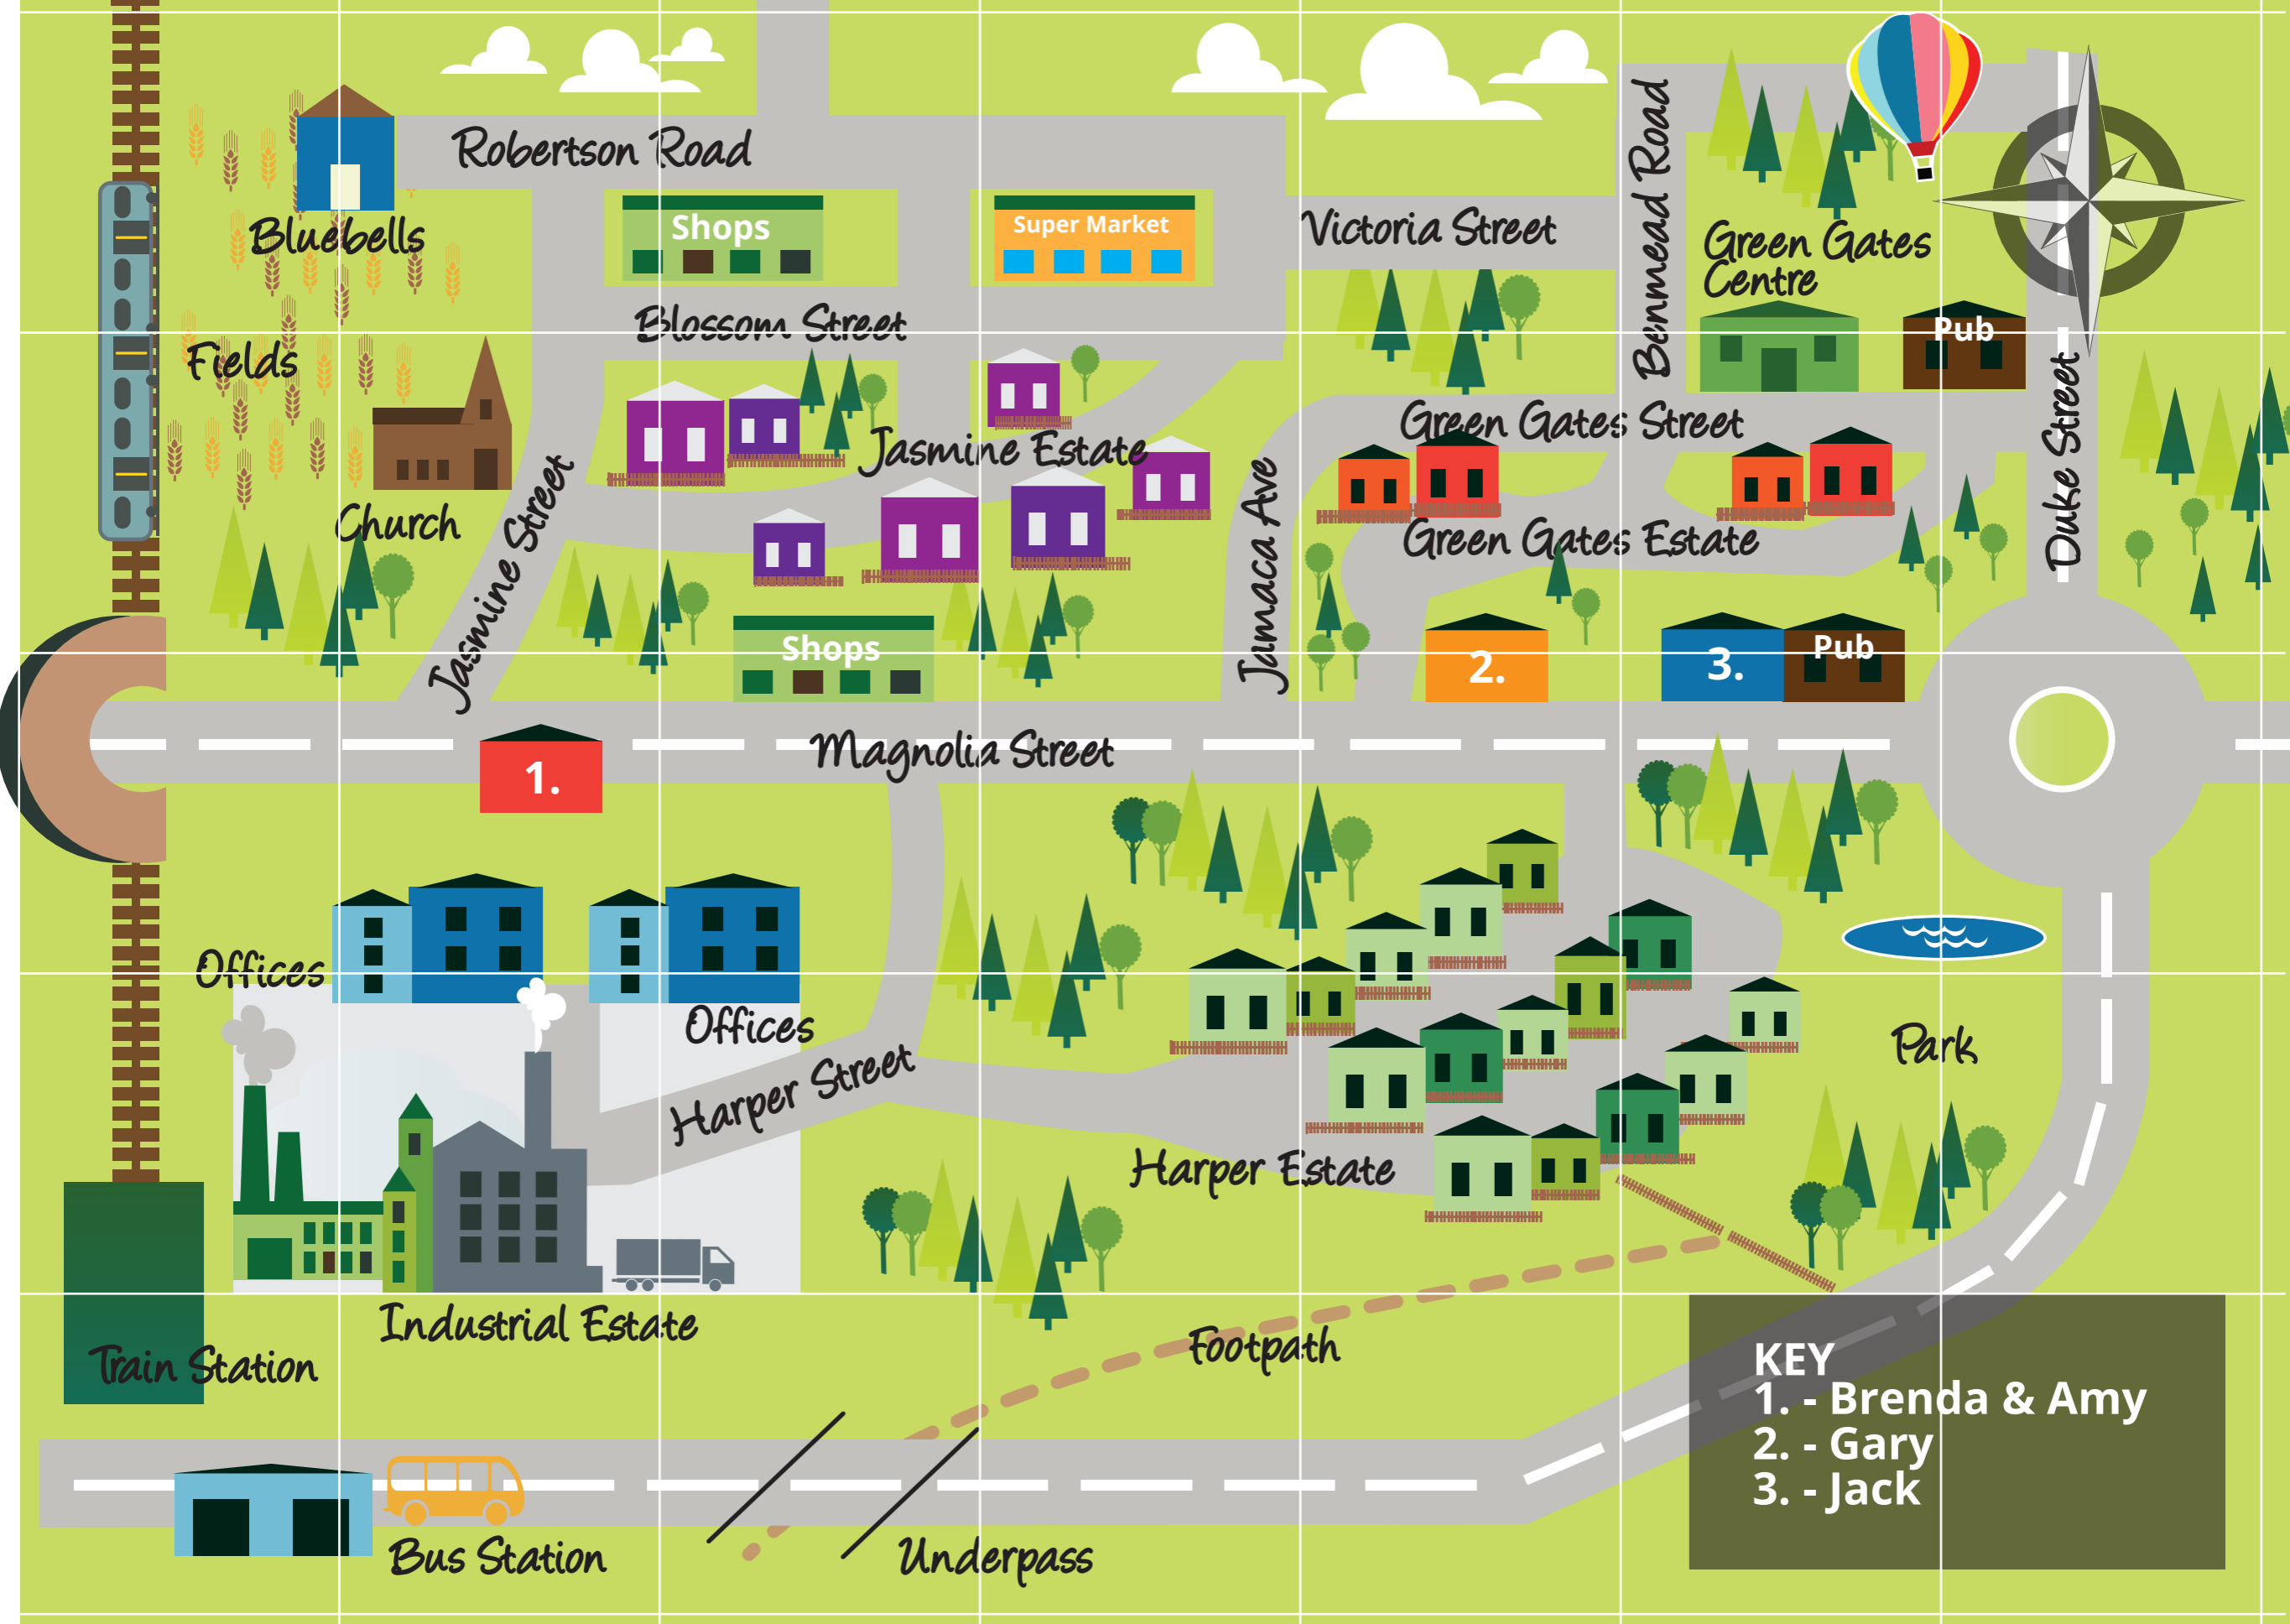 Robertson Road
Shops
Super Market
Victoria Street
Bennmead Road
Green Gates
Centre
Bluebells
Blossom Street
Pub
Fields
Jasmine Estate
Green Gates Street
Duke Street
Church
Jasmine Street
Jamaca Ave
Green Gates Estate
Shops
2.
3.
Pub
Magnolia Street
1.
Offices
Offices
Harper Street
Park
Harper Estate
Industrial Estate
Train Station
Footpath
KEY
1. - Brenda & Amy
2. - Gary
3. - Jack
Bus Station
Underpass